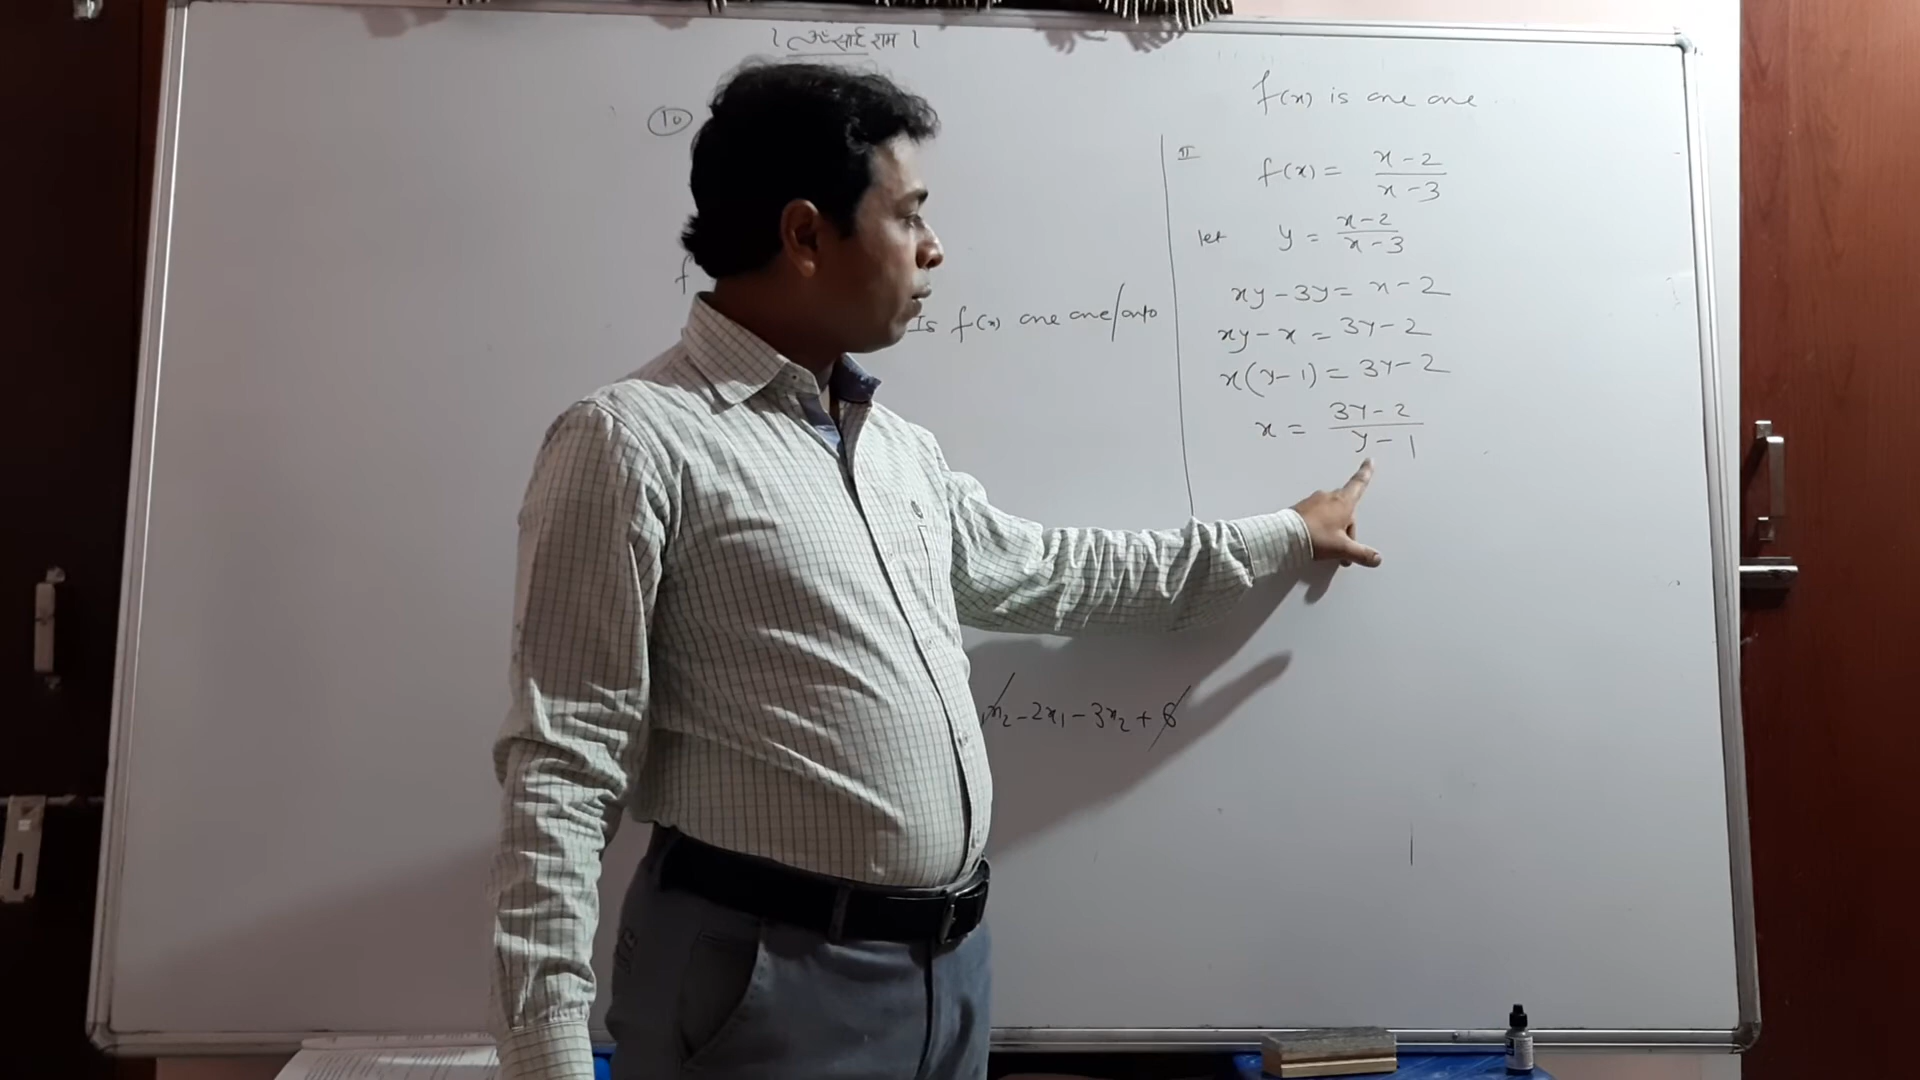 । ॐ साई राम ।
10
f
Is f(x) one one/onto
x₂ - 2x₁ - 3x₂ + 6
f(x) is one one
II
f(x) = (x-2)/(x-3)
let y = (x-2)/(x-3)
xy - 3y = x - 2
xy - x = 3y - 2
x(y-1) = 3y - 2
x = (3y-2)/(y-1)